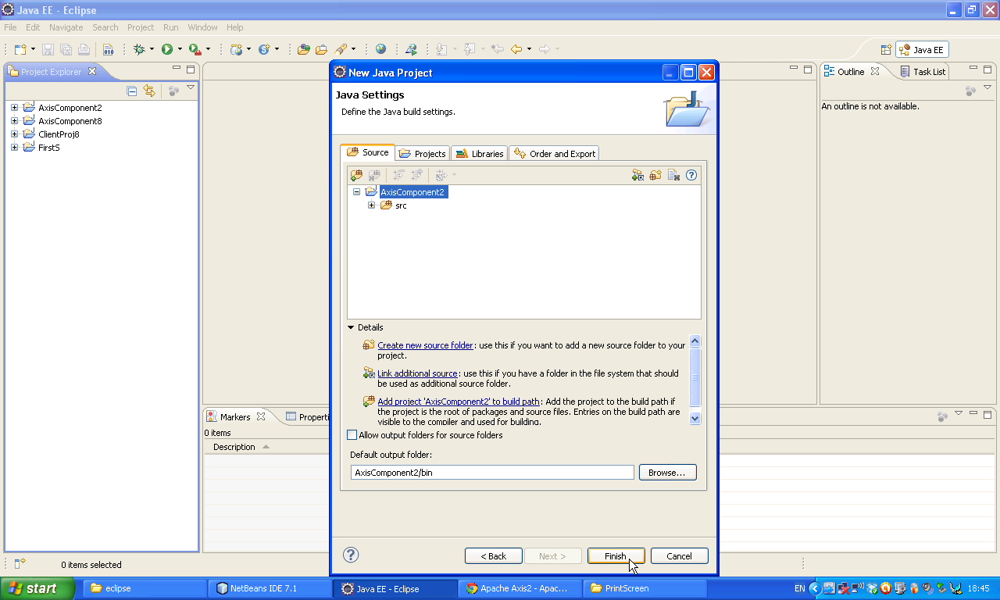 Java EE - Eclipse
File Edit Navigate Search Project Run Window Help
Java EE
Project Explorer
AxisComponent2
AxisComponent8
ClientProj8
FirstS
New Java Project
Java Settings
Define the Java build settings.
Source Projects Libraries Order and Export
AxisComponent2
src
Details
Create new source folder: use this if you want to add a new source folder to your
project.
Link additional source: use this if you have a folder in the file system that should
be used as additional source folder.
Add project 'AxisComponent2' to build path: Add the project to the build path if
the project is the root of packages and source files. Entries on the build path are
visible to the compiler and used for building.
Allow output folders for source folders
Default output folder:
AxisComponent2/bin
Browse...
< Back Next > Finish Cancel
Outline Task List
An outline is not available.
Markers Properti
0 items
Description
0 items selected
start eclipse NetBeans IDE 7.1 Java EE - Eclipse Apache Axis2 - Apac... PrintScreen EN 18:45